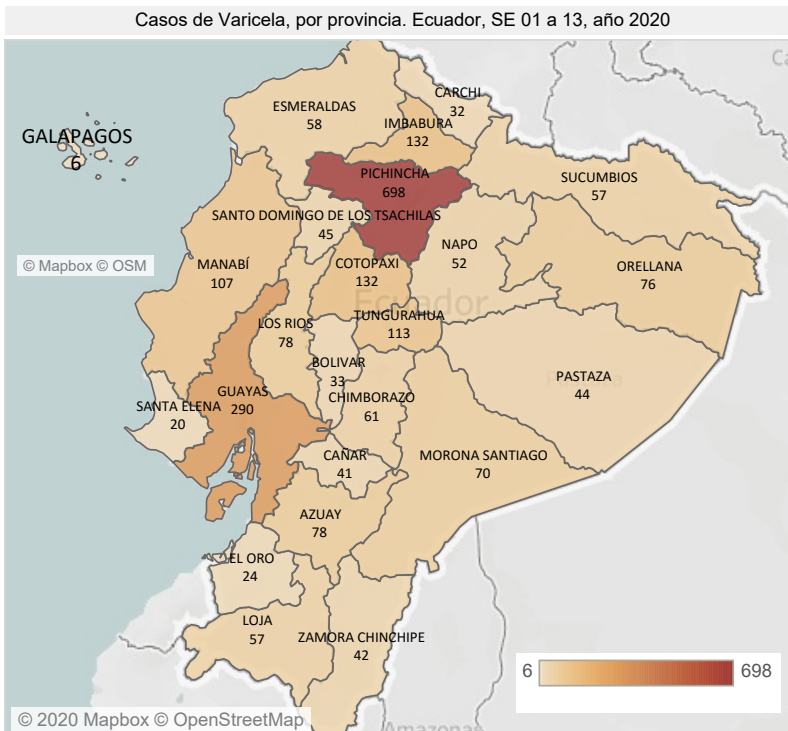 Casos de Varicela, por provincia. Ecuador, SE 01 a 13, año 2020
CARCHI
32
ESMERALDAS
58
IMBABURA
132
GALAPAGOS
6
PICHINCHA
698
SUCUMBIOS
57
SANTO DOMINGO DE LOS TSACHILAS
45
NAPO
52
© Mapbox © OSM
MANABÍ
107
COTOPAXI
132
ORELLANA
76
Ecuador
LOS RIOS
78
TUNGURAHUA
113
BOLIVAR
33
PASTAZA
44
GUAYAS
290
CHIMBORAZO
61
SANTA ELENA
20
CAÑAR
41
MORONA SANTIAGO
70
AZUAY
78
EL ORO
24
LOJA
57
ZAMORA CHINCHIPE
42
6
698
© 2020 Mapbox © OpenStreetMap
Amazonas